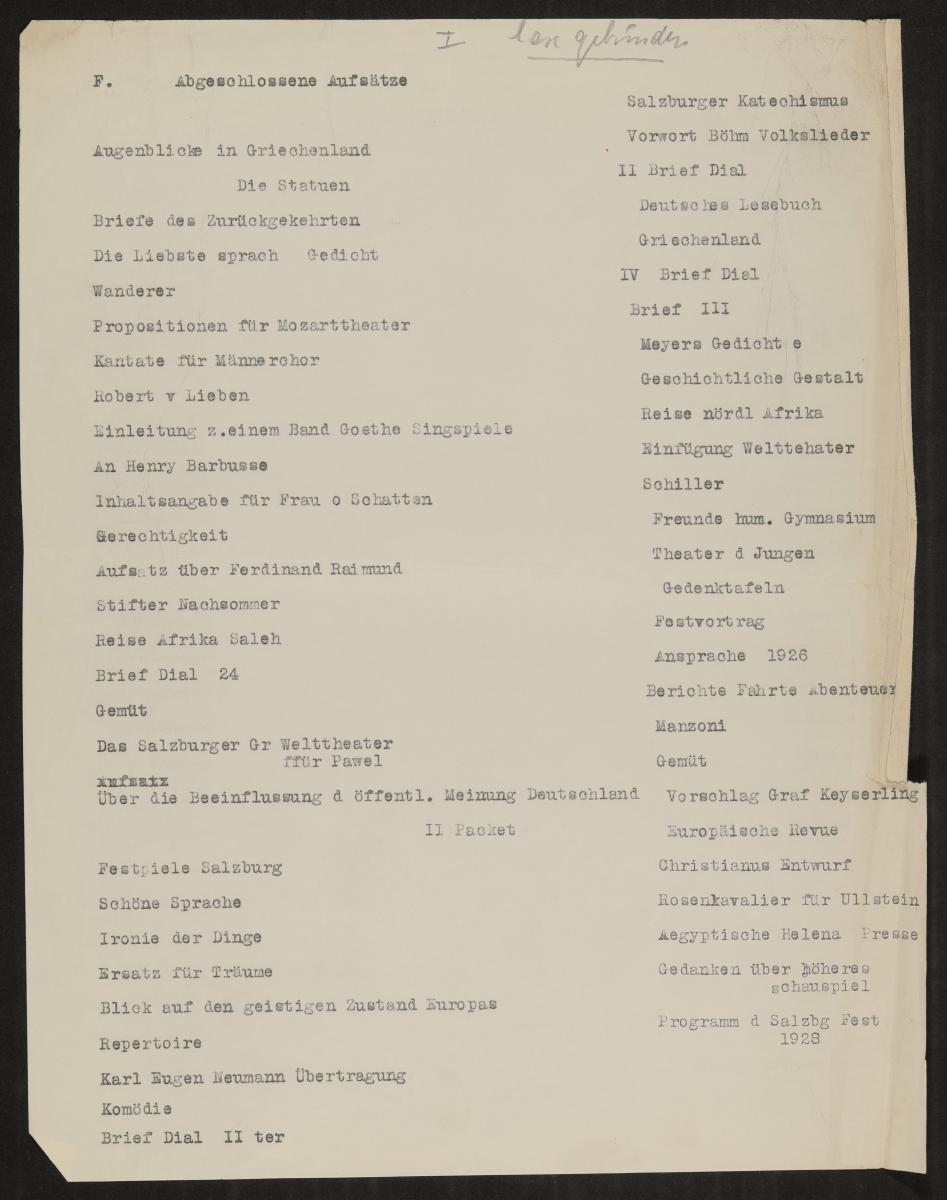 I lose gebunden
F. Abgeschlossene Aufsätze
Augenblicke in Griechenland
Die Statuen
Briefe des Zurückgekehrten
Die Liebste sprach Gedicht
Wanderer
Propositionen für Mozarttheater
Kantate für Männerchor
Robert v Lieben
Einleitung z.einem Band Goethe Singspiele
An Henry Barbusse
Inhaltsangabe für Frau o Schatten
Gerechtigkeit
Aufsatz über Ferdinand Raimund
Stifter Nachsommer
Reise Afrika Saleh
Brief Dial 24
Gemüt
Das Salzburger Gr Welttheater
ffür Pawel
Aufsatz
Über die Beeinflussung d öffentl. Meinung Deutschland
II Packet
Festpiele Salzburg
Schöne Sprache
Ironie der Dinge
Ersatz für Träume
Blick auf den geistigen Zustand Europas
Repertoire
Karl Eugen Neumann Übertragung
Komödie
Brief Dial II ter
Salzburger Katechismus
Vorwort Böhm Volkslieder
II Brief Dial
Deutsches Lesebuch
Griechenland
IV Brief Dial
Brief III
Meyers Gedicht e
Geschichtliche Gestalt
Reise nördl Afrika
Einfügung Welttehater
Schiller
Freunde hum. Gymnasium
Theater d Jungen
Gedenktafeln
Festvortrag
Ansprache 1926
Berichte Fahrte Abenteuer
Manzoni
Gemüt
Vorschlag Graf Keyserling
Europäische Revue
Christianus Entwurf
Rosenkavalier für Ullstein
Aegyptische Helena Presse
Gedanken über höheres
schauspiel
Programm d Salzbg Fest
1928